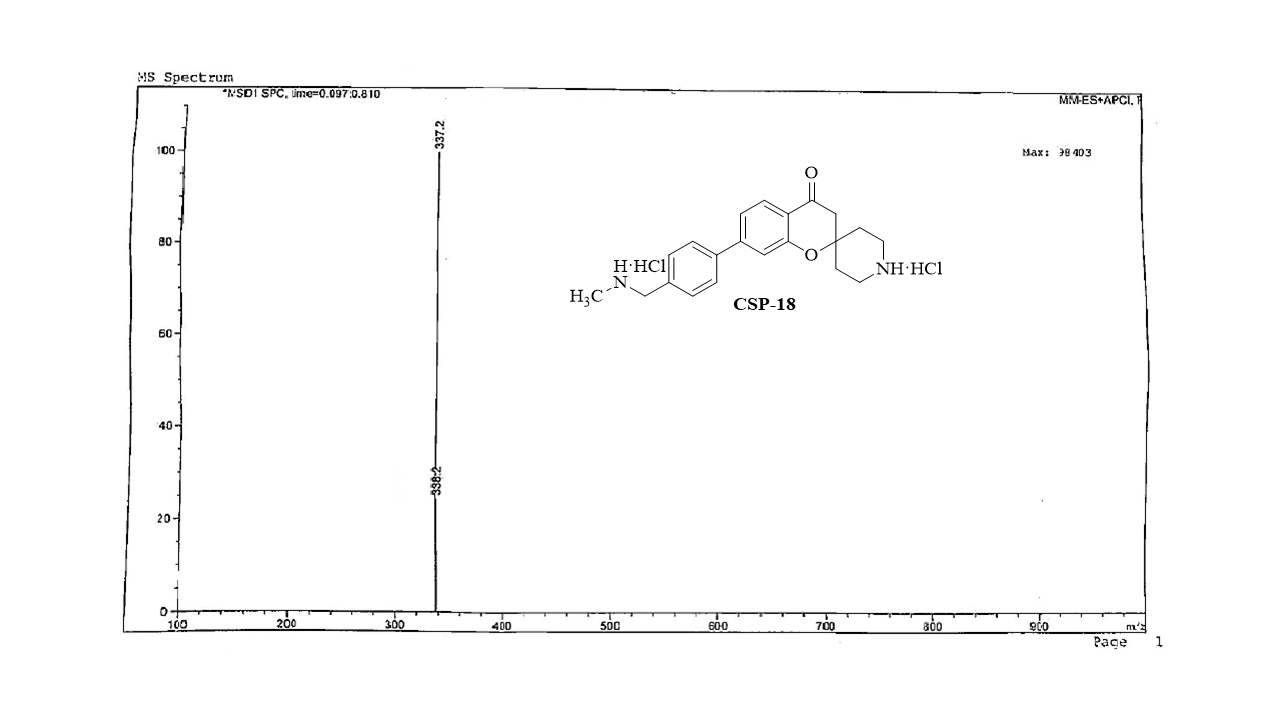 MS Spectrum
*MSD1 SPC, time=0.097:0.810
MM-ES+APCI, P
Max: 98403
337.2
338.2
100
80
60
40
20
0
100 200 300 400 500 600 700 800 900 m/z
O
O
NH·HCl
H·HCl
N
H₃C
CSP-18
Page 1